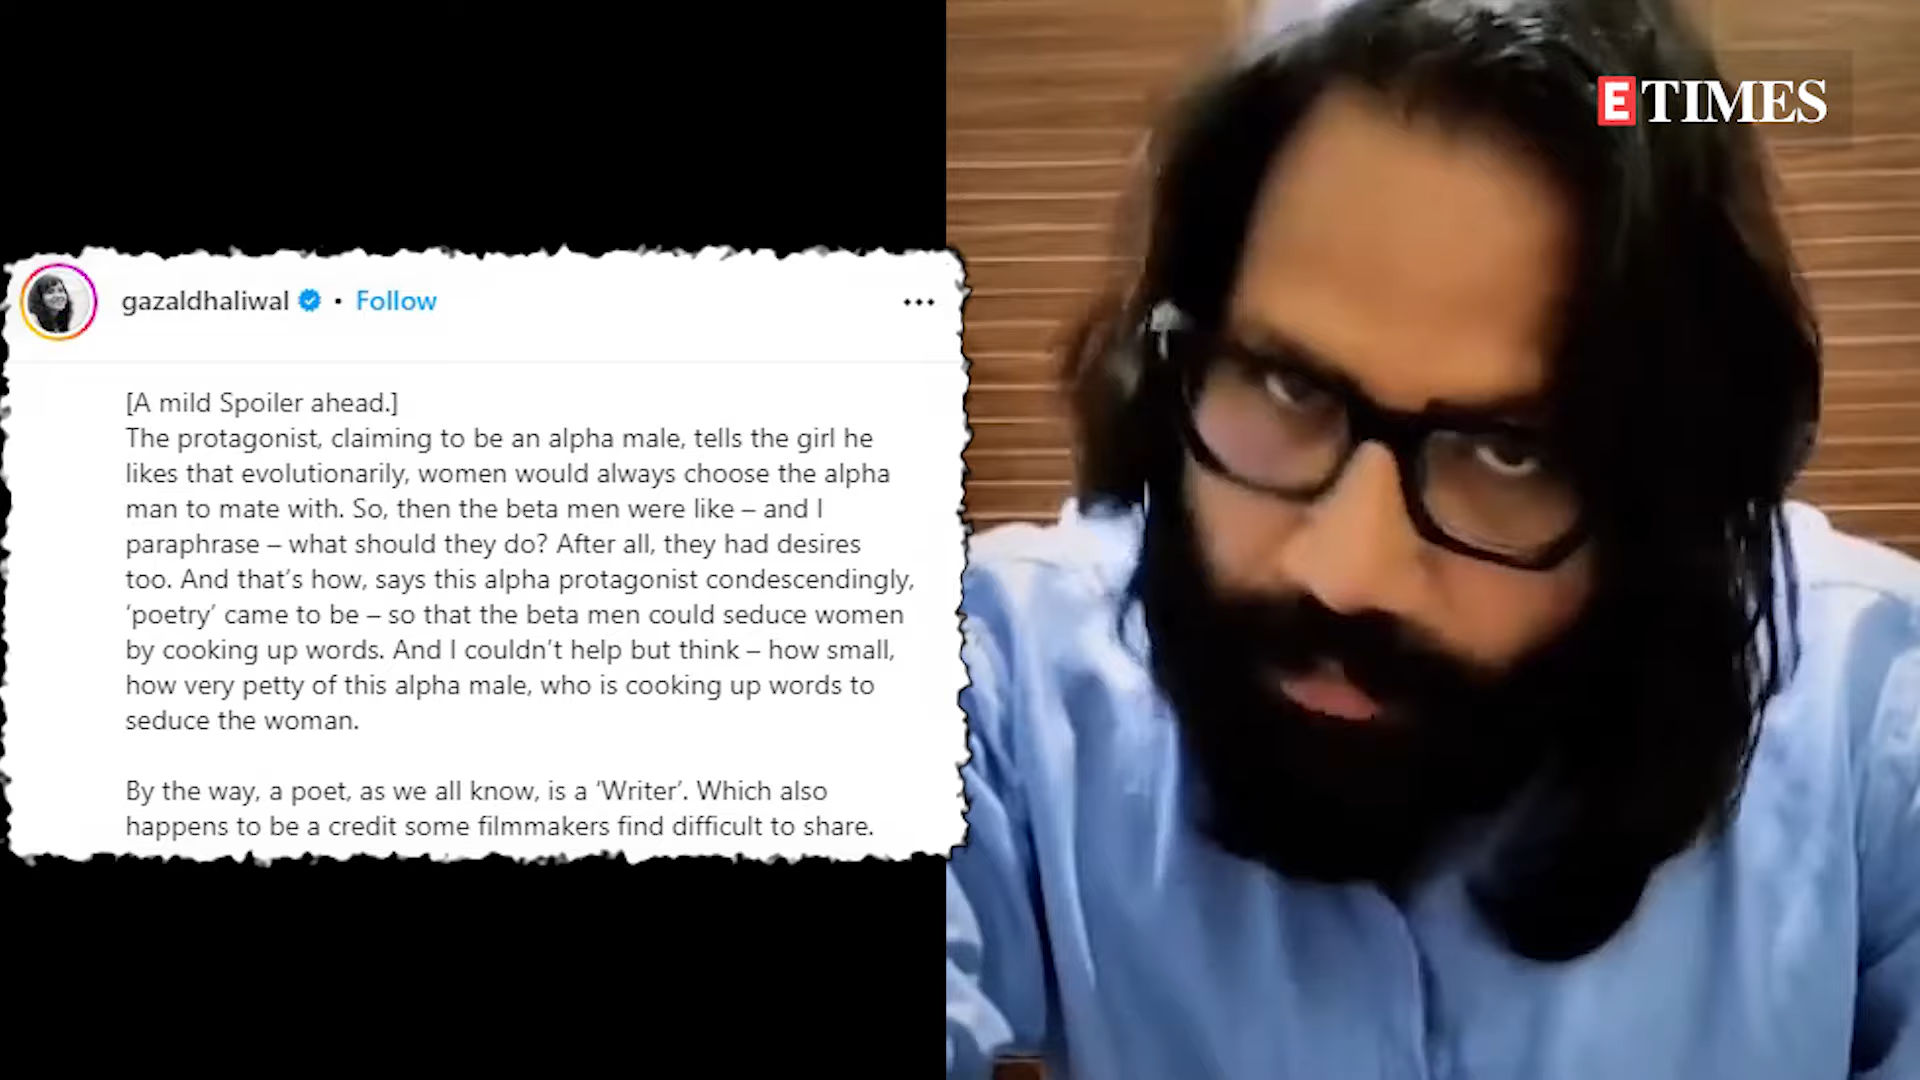 E TIMES
gazaldhaliwal • Follow •••
[A mild Spoiler ahead.]
The protagonist, claiming to be an alpha male, tells the girl he
likes that evolutionarily, women would always choose the alpha
man to mate with. So, then the beta men were like – and I
paraphrase – what should they do? After all, they had desires
too. And that’s how, says this alpha protagonist condescendingly,
‘poetry’ came to be – so that the beta men could seduce women
by cooking up words. And I couldn’t help but think – how small,
how very petty of this alpha male, who is cooking up words to
seduce the woman.
By the way, a poet, as we all know, is a ‘Writer’. Which also
happens to be a credit some filmmakers find difficult to share.